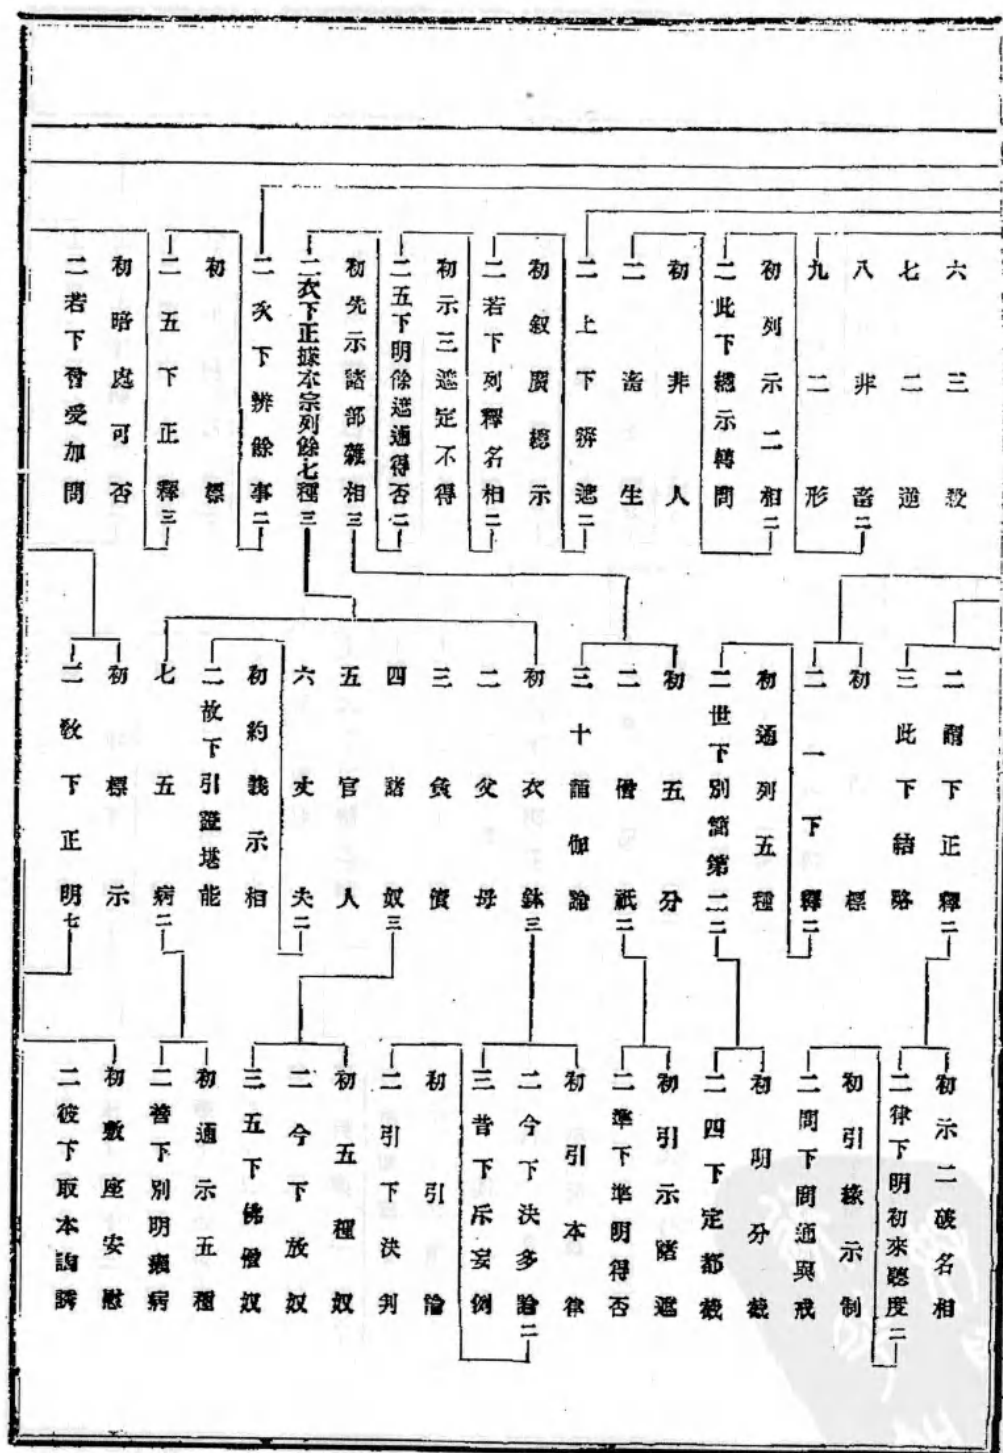 六三殺
七二逆
八非畜二
九二形
初列示二相二
二此下總示轉問
初非人
二畜生
二上下辨遮二
初敘廣標示
二若下列釋名相二
初示三遮定不得
二五下明餘遮通得否二
初先示諸部雜相三
二衣下正據本宗列餘七種三
二次下辨餘事二
初標
二五下正釋三
初暗處可否
二若下曾受加問
二謂下正釋二
三此下結略
初標
二一下釋二
初通列五種
二世下別簡第二二
初五分
二僧祇二
三十誦伽論
初衣鉢三
二父母
三負債
四諸奴三
五官人
六丈夫二
初約義示相
二故下引證堪能
七五病二
初標示
二教下正明七
初示二破名相
二律下明初來聽度二
初引緣示制
二問下問通與戒
初明分裁
二四下定都裁
初引示諸遮
二準下準明得否
初引本律
二今下決多論二
三昔下斥妄例
初引論
二引下決判
初五種奴
二今下放奴
三五下佛僧奴
初通示五種
二普下別明癩病
初敷座安慰
二彼下取本詢誘